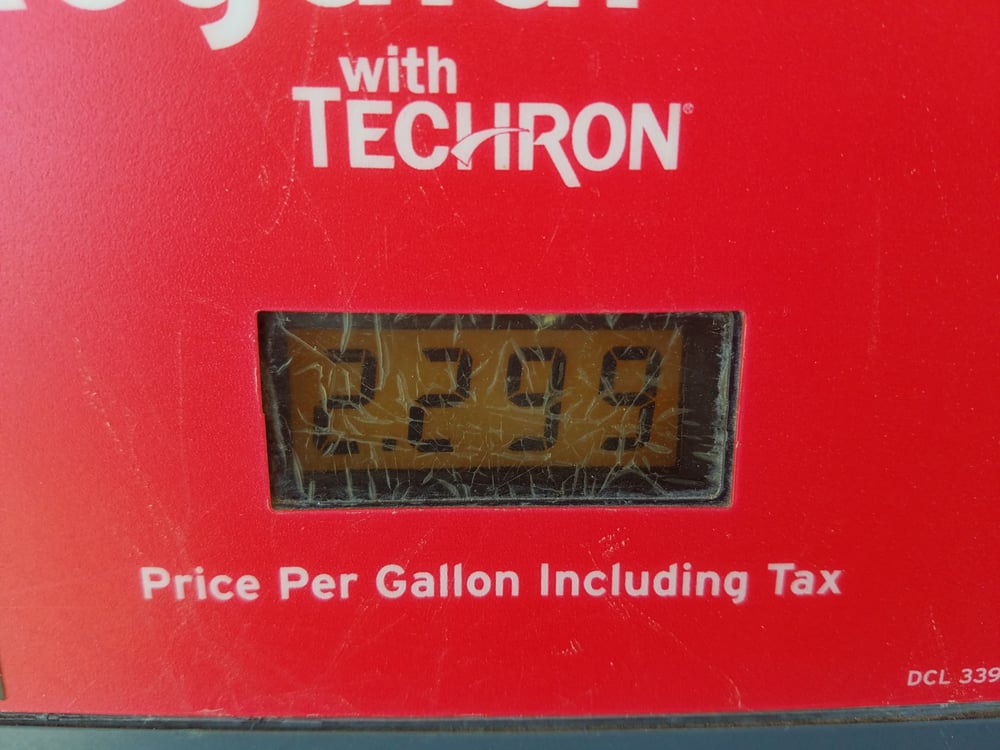 with
TECHRON®
2.299
Price Per Gallon Including Tax
DCL 339